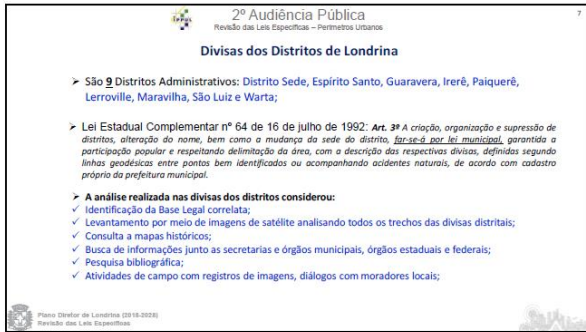 IPPUL
2º Audiência Pública
7
Revisão das Leis Específicas – Perímetros Urbanos
Divisas dos Distritos de Londrina
➢ São 9 Distritos Administrativos: Distrito Sede, Espírito Santo, Guaravera, Irerê, Paiquerê,
Lerroville, Maravilha, São Luiz e Warta;
➢ Lei Estadual Complementar nº 64 de 16 de julho de 1992: Art. 3º A criação, organização e supressão de
distritos, alteração do nome, bem como a mudança da sede do distrito, far-se-á por lei municipal, garantida a
participação popular e respeitando delimitação da área, com a descrição das respectivas divisas, definidas segundo
linhas geodésicas entre pontos bem identificados ou acompanhando acidentes naturais, de acordo com cadastro
próprio da prefeitura municipal.
➢ A análise realizada nas divisas dos distritos considerou:
✓ Identificação da Base Legal correlata;
✓ Levantamento por meio de imagens de satélite analisando todos os trechos das divisas distritais;
✓ Consulta a mapas históricos;
✓ Busca de informações junto as secretarias e órgãos municipais, órgãos estaduais e federais;
✓ Pesquisa bibliográfica;
✓ Atividades de campo com registros de imagens, diálogos com moradores locais;
Plano Diretor de Londrina (2018-2028)
Revisão das Leis Específicas